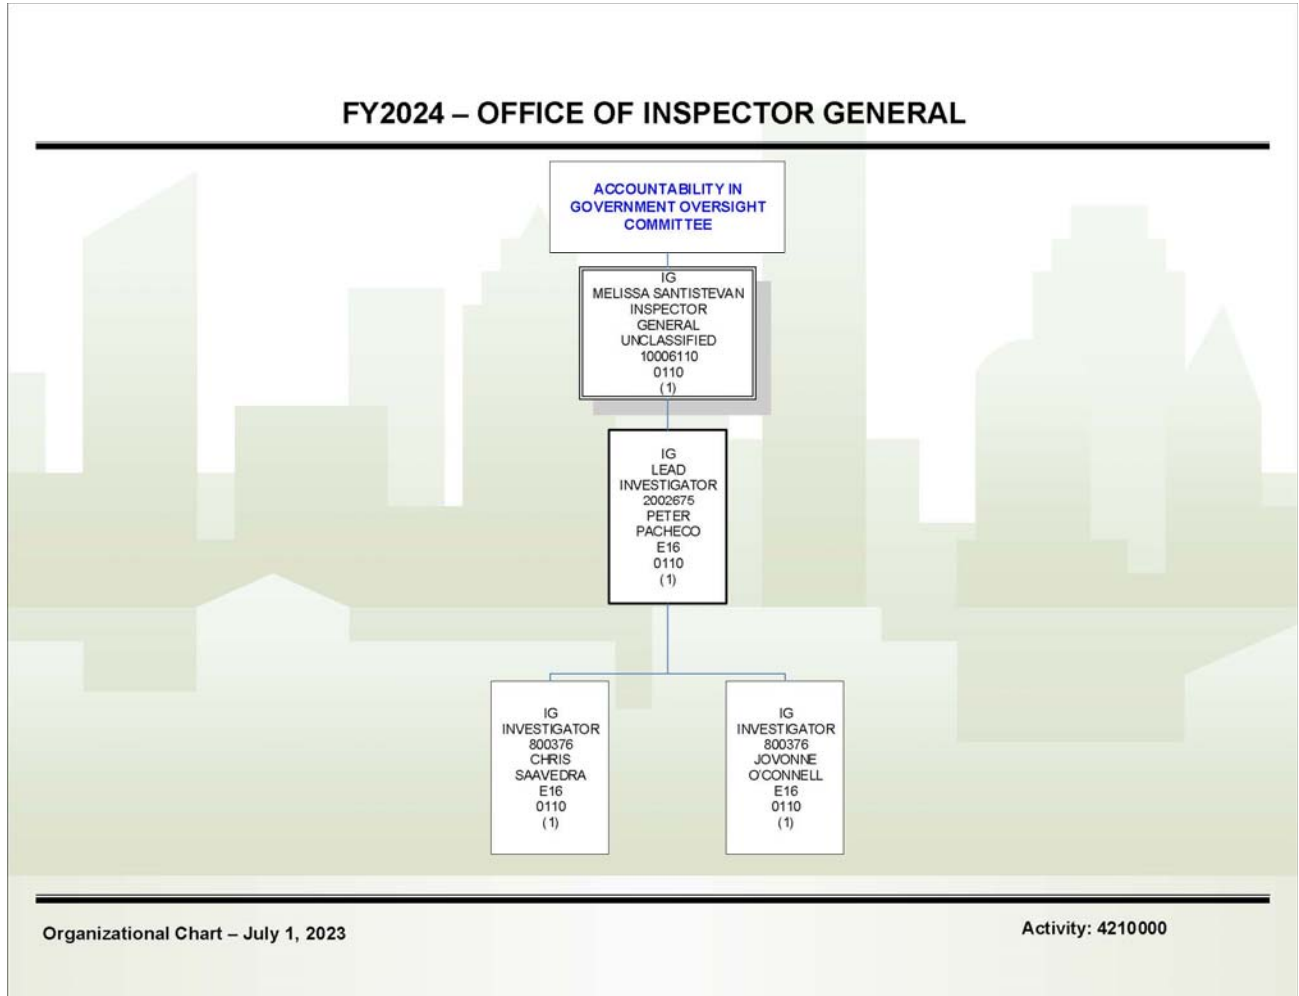 FY2024 – OFFICE OF INSPECTOR GENERAL
ACCOUNTABILITY IN
GOVERNMENT OVERSIGHT
COMMITTEE
IG
MELISSA SANTISTEVAN
INSPECTOR
GENERAL
UNCLASSIFIED
10006110
0110
(1)
IG
LEAD
INVESTIGATOR
2002675
PETER
PACHECO
E16
0110
(1)
IG
INVESTIGATOR
800376
CHRIS
SAAVEDRA
E16
0110
(1)
IG
INVESTIGATOR
800376
JOVONNE
O'CONNELL
E16
0110
(1)
Organizational Chart – July 1, 2023
Activity: 4210000